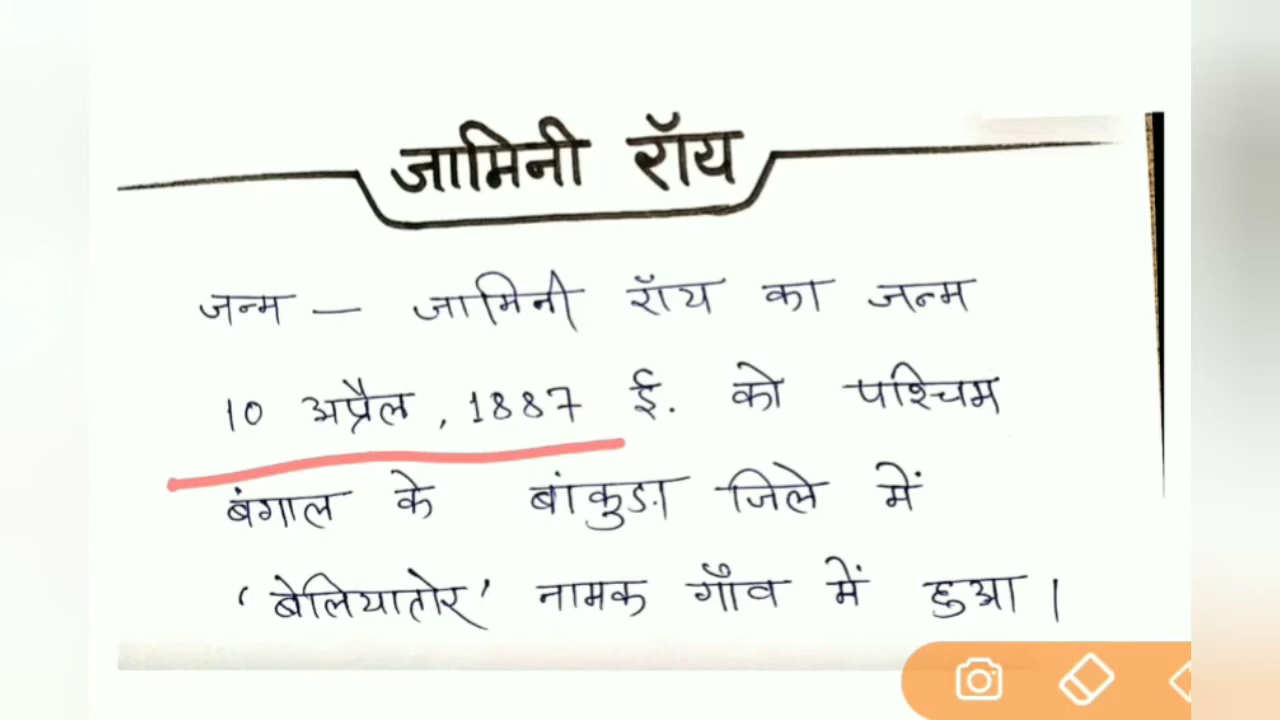 जामिनी रॉय
जन्म — जामिनी रॉय का जन्म
10 अप्रैल, 1887 ई. को पश्चिम
बंगाल के बांकुड़ा जिले में
'बेलियातोर' नामक गाँव में हुआ।